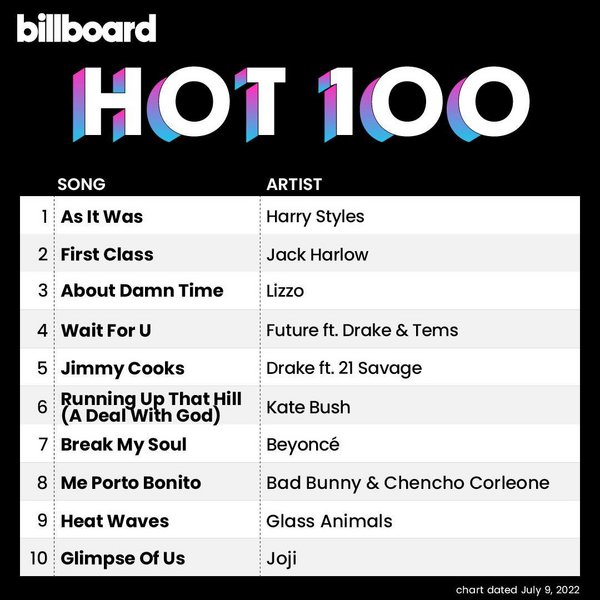 billboard
HOT 100
SONG ARTIST
1 As It Was Harry Styles
2 First Class Jack Harlow
3 About Damn Time Lizzo
4 Wait For U Future ft. Drake & Tems
5 Jimmy Cooks Drake ft. 21 Savage
6 Running Up That Hill
(A Deal With God) Kate Bush
7 Break My Soul Beyoncé
8 Me Porto Bonito Bad Bunny & Chencho Corleone
9 Heat Waves Glass Animals
10 Glimpse Of Us Joji
chart dated July 9, 2022